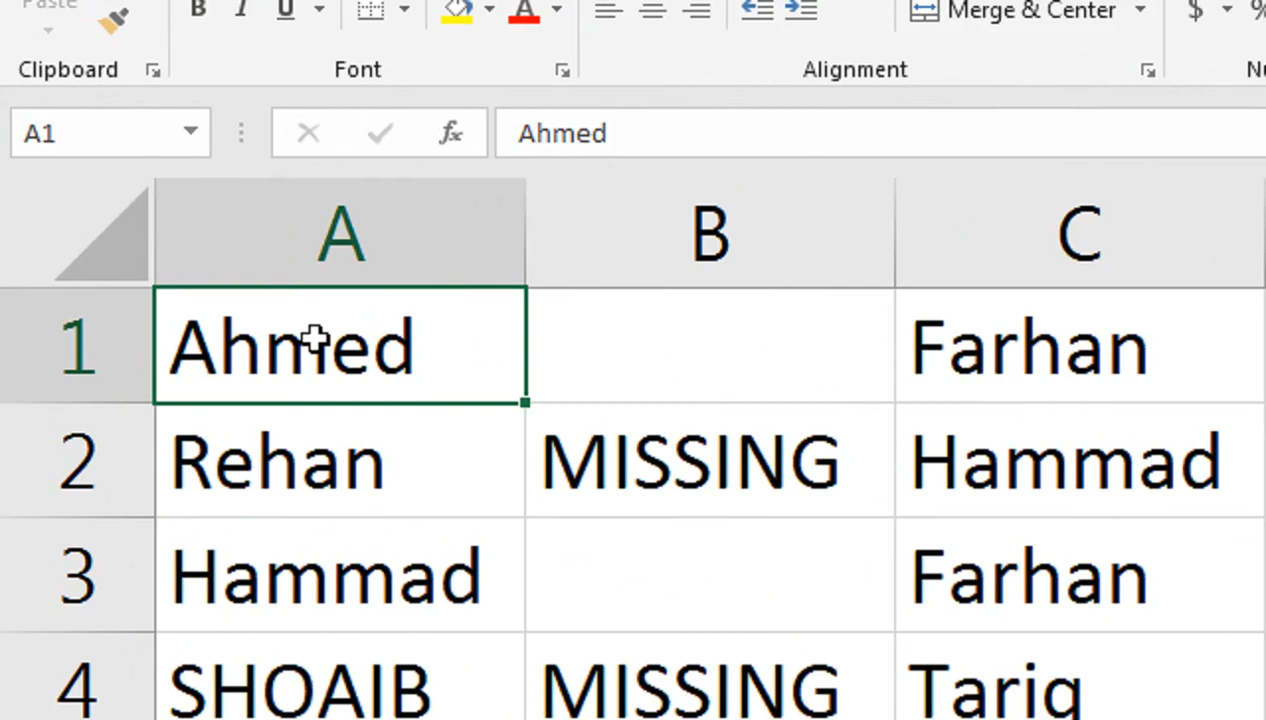 Paste
B I U A Merge & Center $ %
Clipboard Font Alignment
A1 fx Ahmed
A B C
1 Ahmed Farhan
2 Rehan MISSING Hammad
3 Hammad Farhan
4 SHOAIB MISSING Tariq